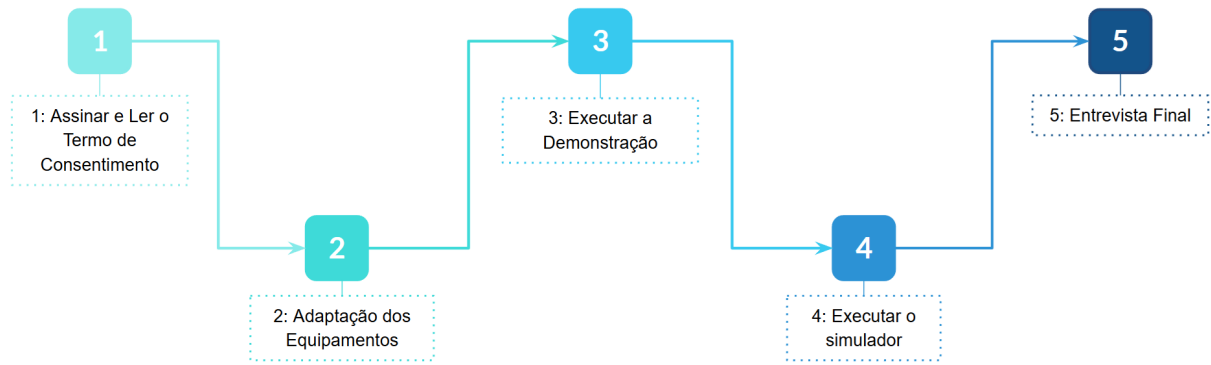 1
1: Assinar e Ler o
Termo de
Consentimento
2
2: Adaptação dos
Equipamentos
3
3: Executar a
Demonstração
4
4: Executar o
simulador
5
5: Entrevista Final